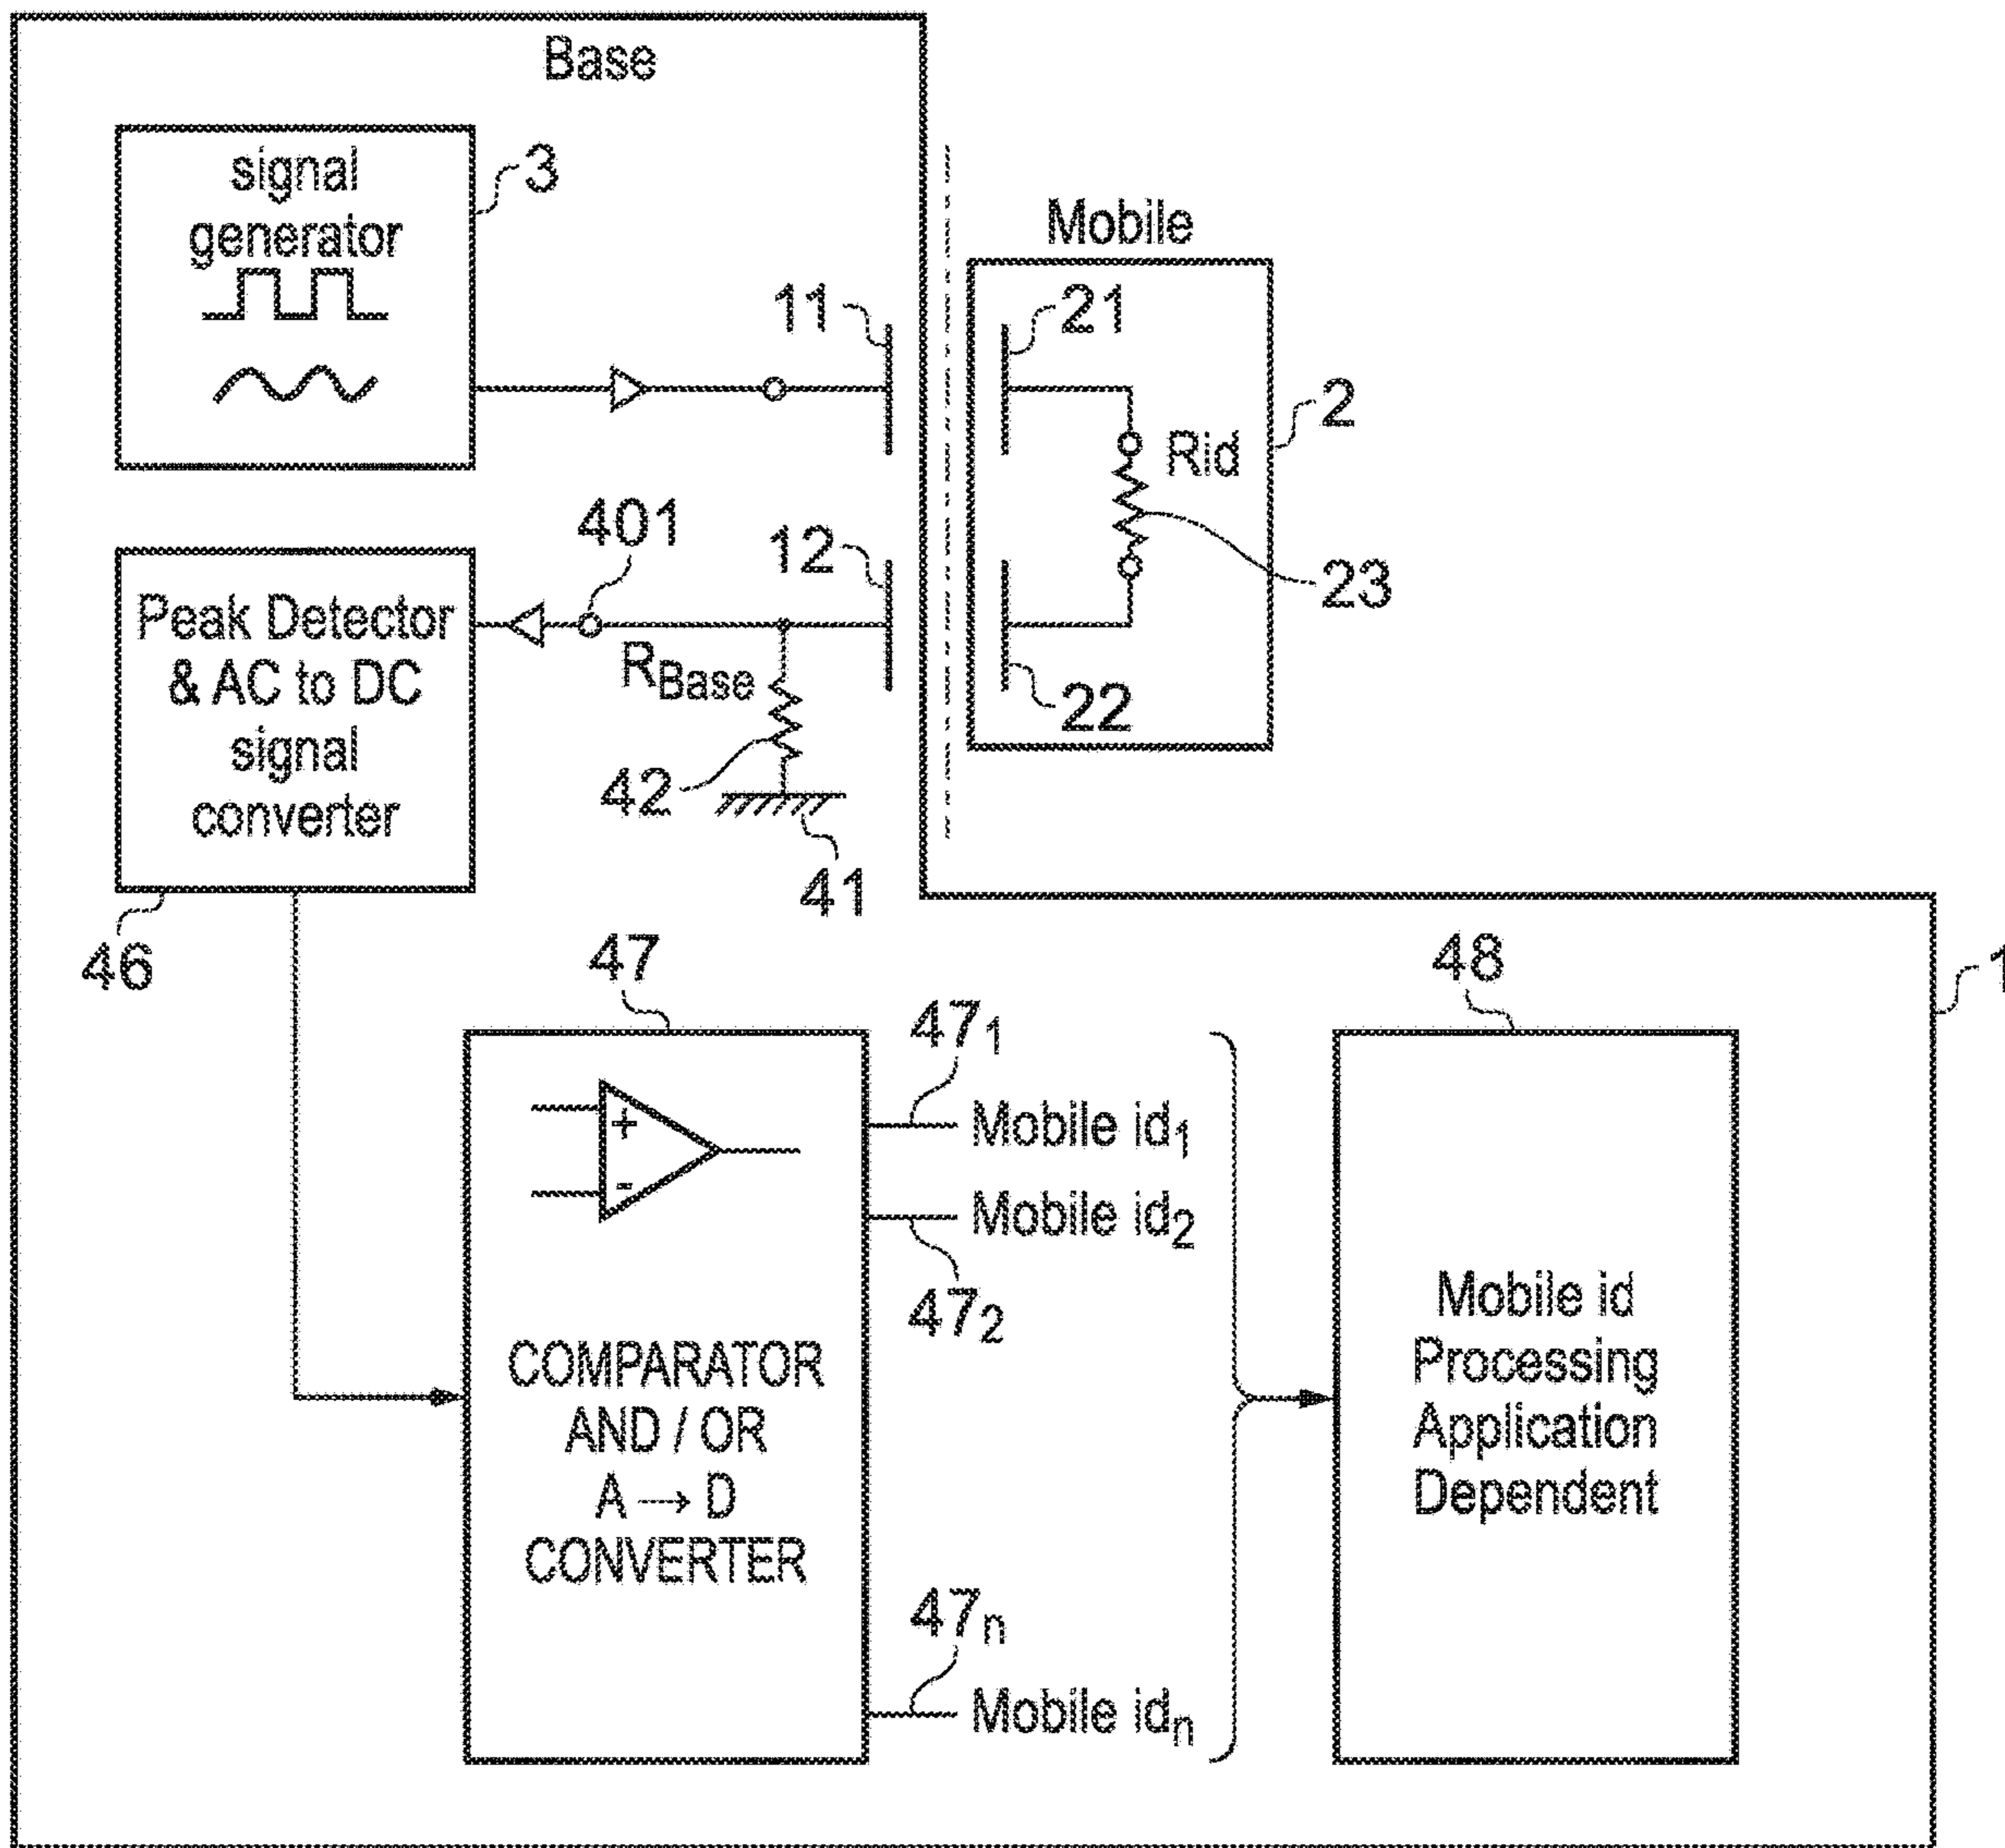 Base
signal
generator
3
Mobile
11
21
2
Rid
401
12
23
Peak Detector
& AC to DC
signal
converter
R_Base
22
42
41
46
47
48
1
47₁
Mobile id₁
Mobile id₂
47₂
+
-
COMPARATOR
AND / OR
A → D
CONVERTER
Mobile id
Processing
Application
Dependent
47ₙ
Mobile idₙ